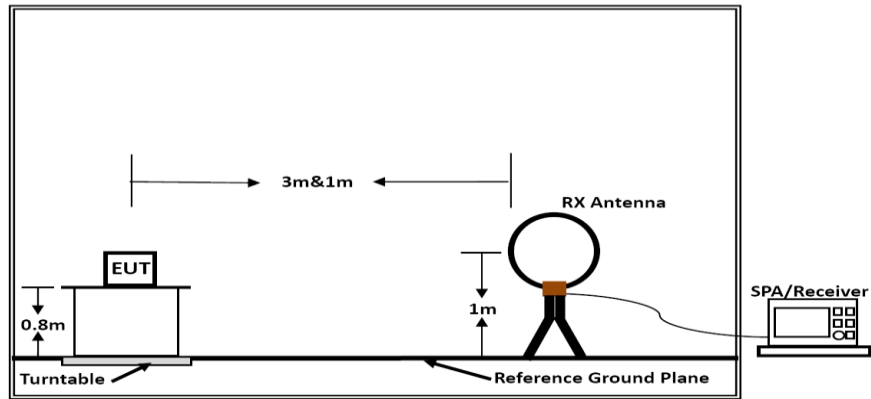 3m&1m
RX Antenna
EUT
SPA/Receiver
0.8m
1m
Turntable
Reference Ground Plane